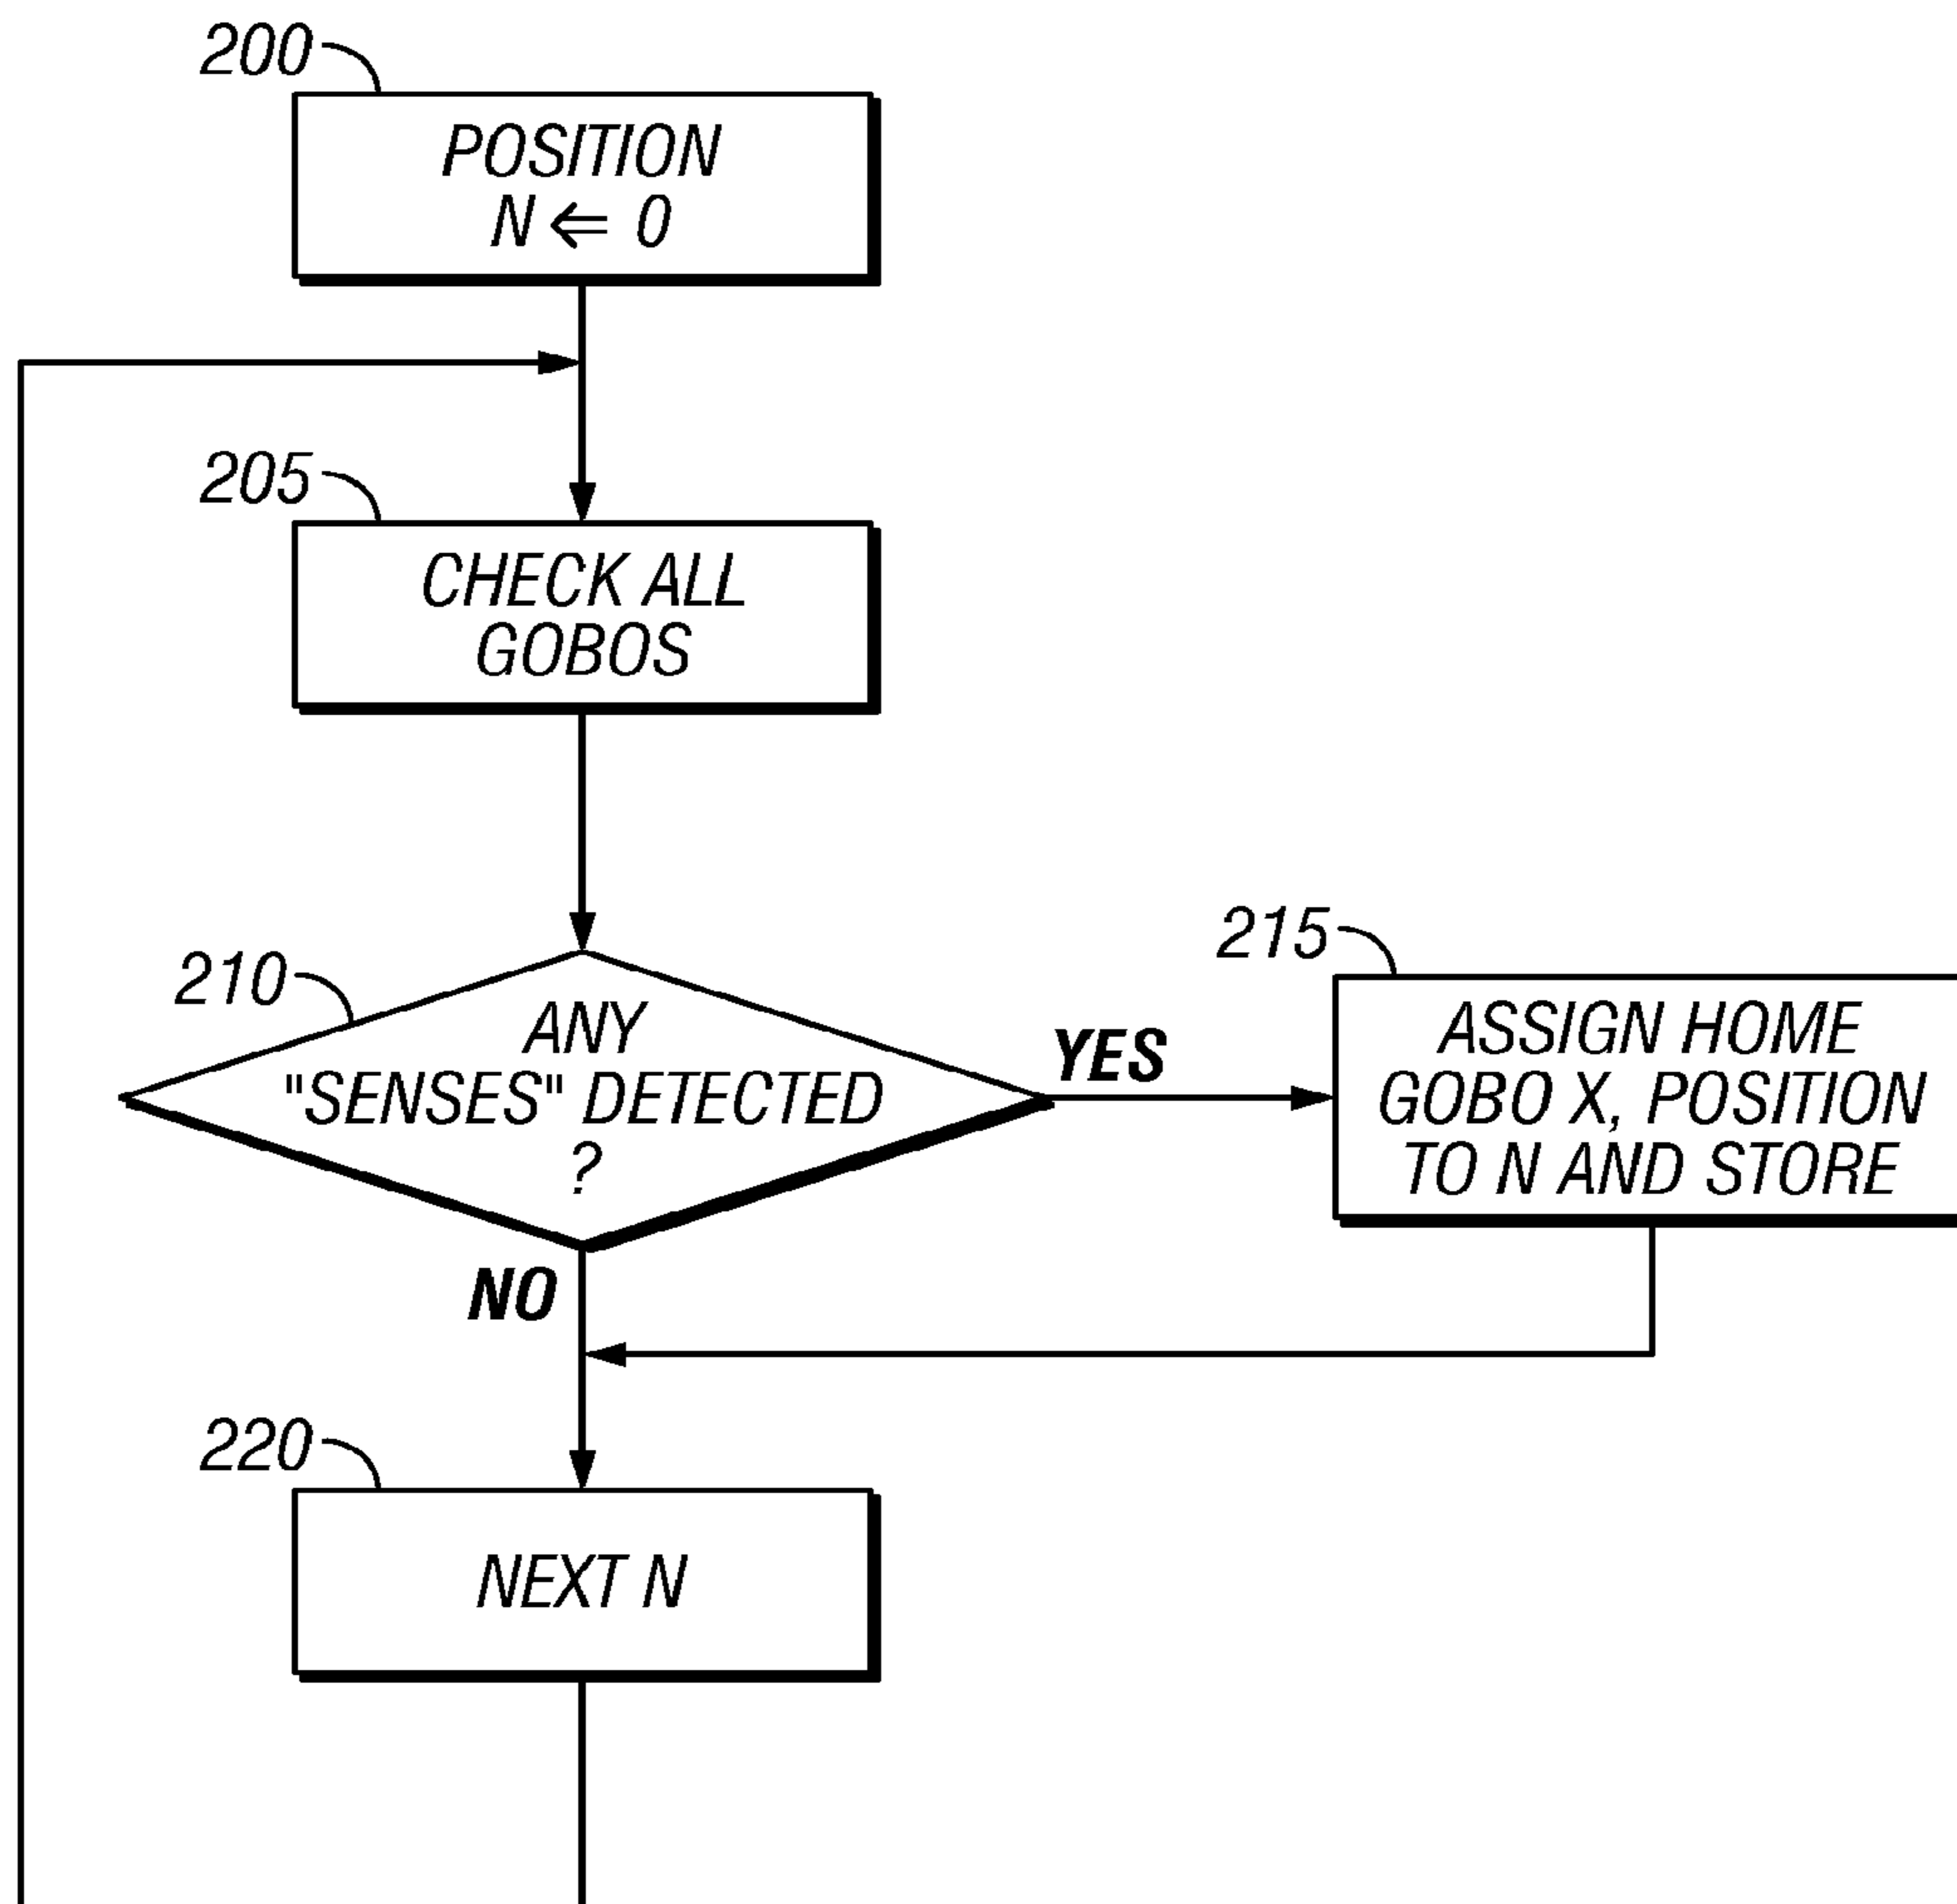 200
POSITION
N ⇐ 0
205
CHECK ALL
GOBOS
210
ANY
"SENSES" DETECTED
?
YES
215
ASSIGN HOME
GOBO X, POSITION
TO N AND STORE
NO
220
NEXT N